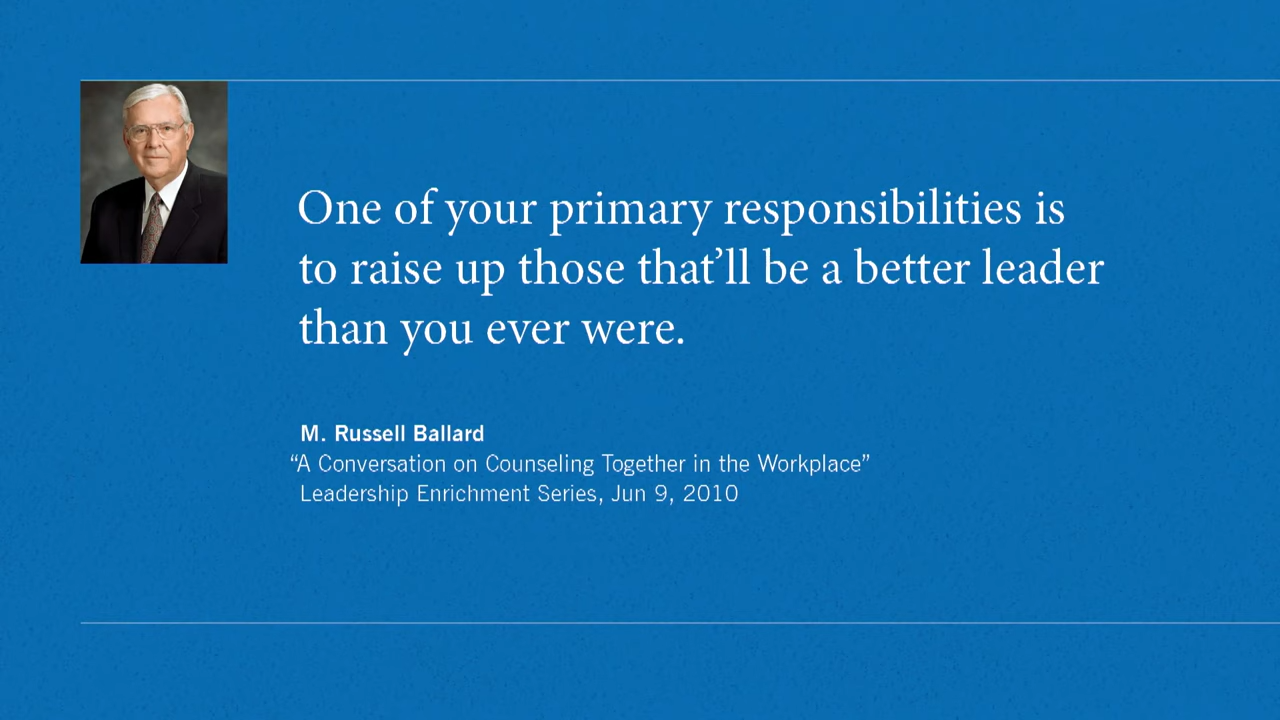 One of your primary responsibilities is
to raise up those that’ll be a better leader
than you ever were.
M. Russell Ballard
“A Conversation on Counseling Together in the Workplace”
Leadership Enrichment Series, Jun 9, 2010